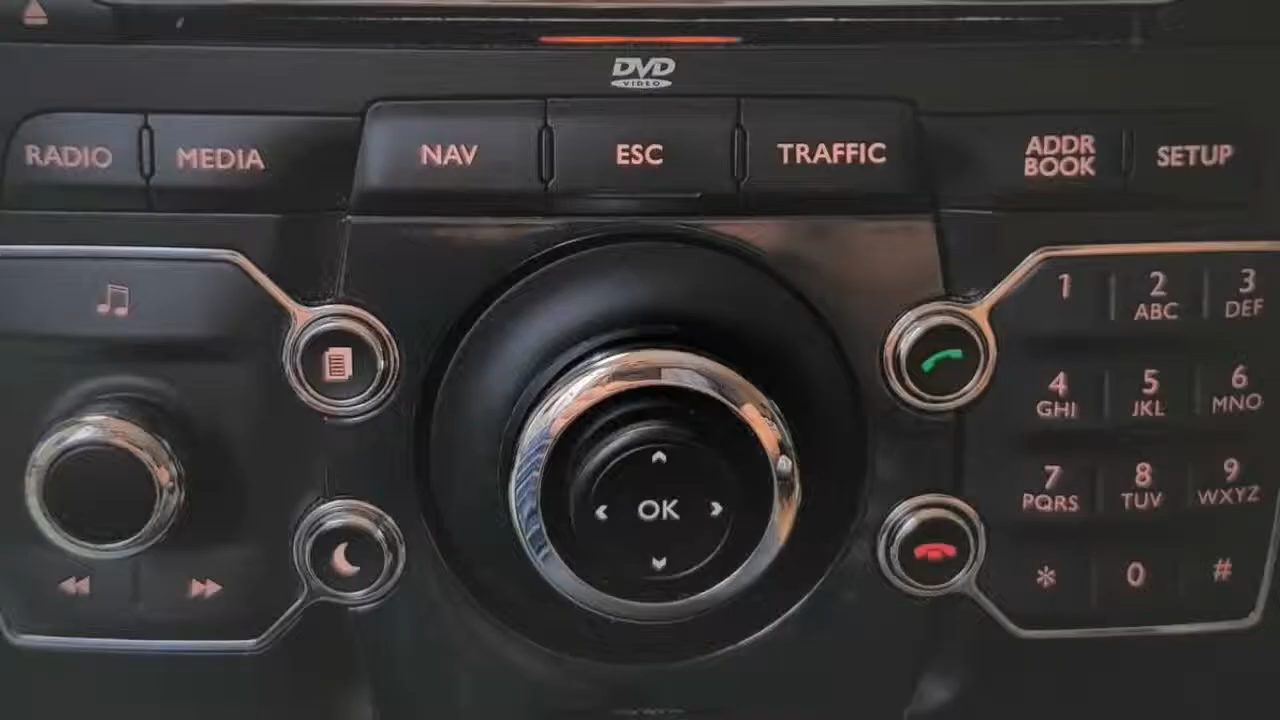 DVD
VIDEO
RADIO MEDIA NAV ESC TRAFFIC ADDR BOOK SETUP
1 2 ABC 3 DEF
4 GHI 5 JKL 6 MNO
7 PQRS 8 TUV 9 WXYZ
OK
* 0 #